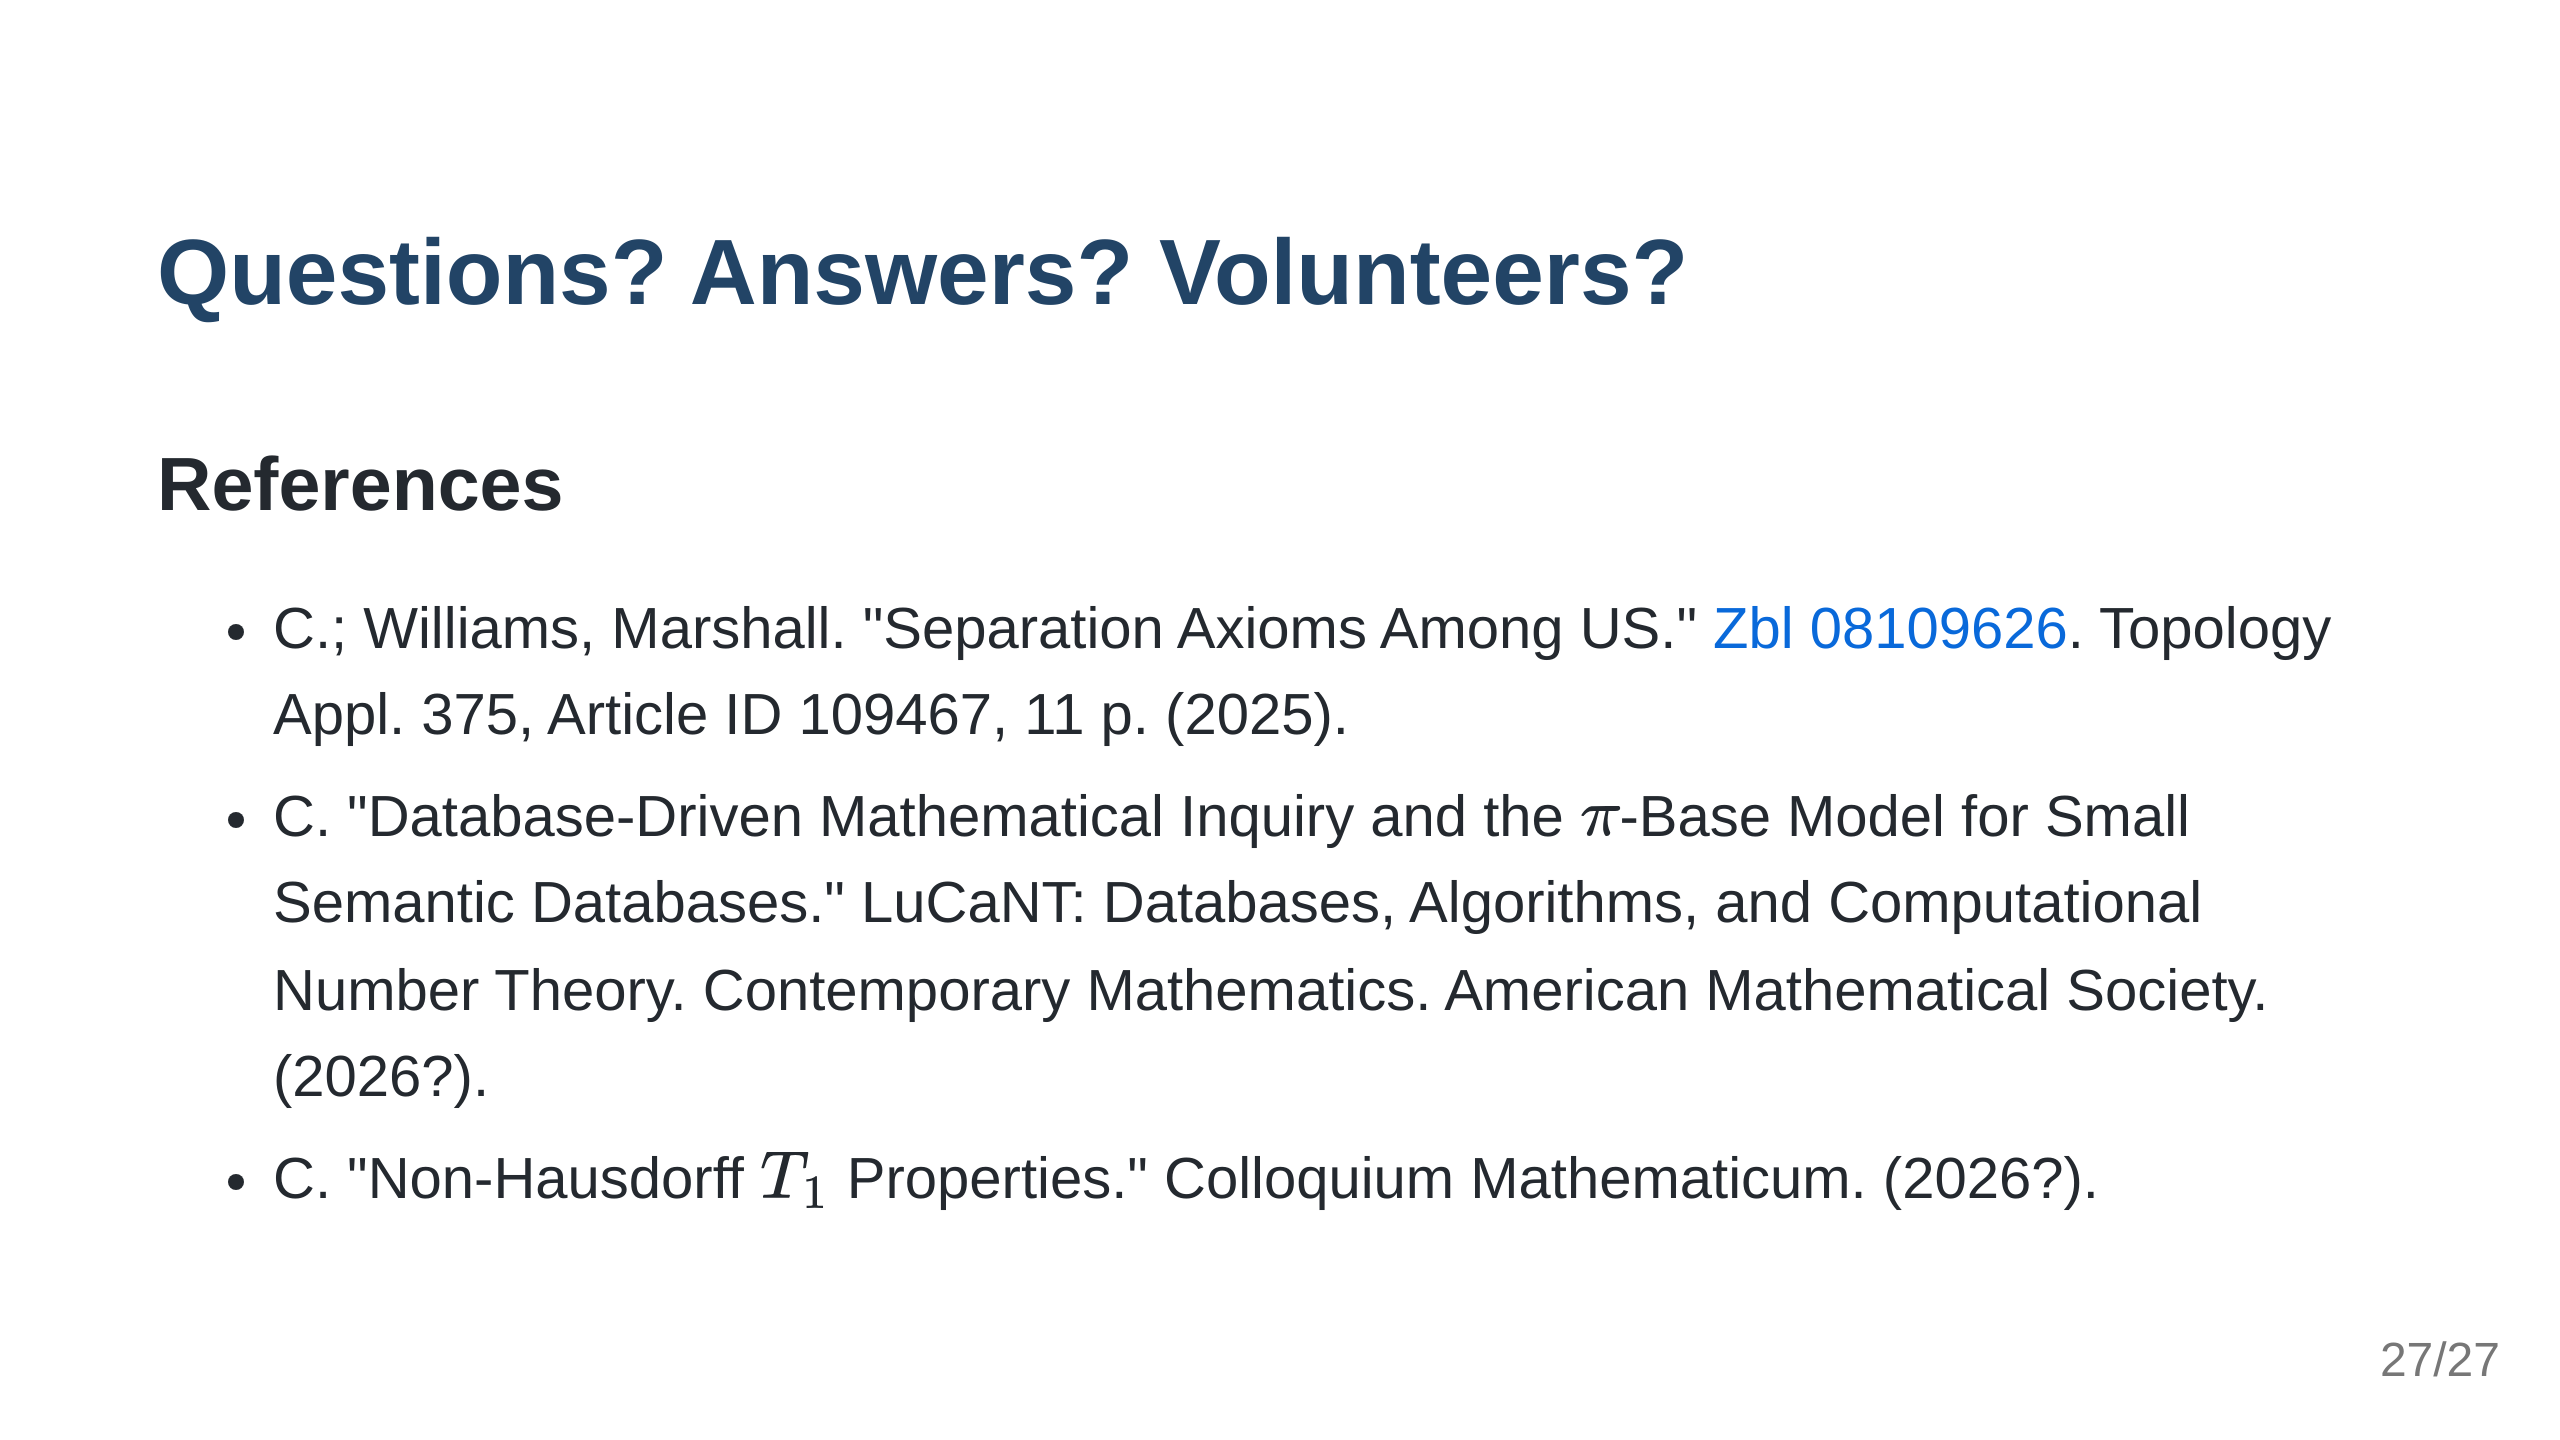 Questions? Answers? Volunteers?
References
• C.; Williams, Marshall. "Separation Axioms Among US." Zbl 08109626. Topology
Appl. 375, Article ID 109467, 11 p. (2025).
• C. "Database-Driven Mathematical Inquiry and the π-Base Model for Small
Semantic Databases." LuCaNT: Databases, Algorithms, and Computational
Number Theory. Contemporary Mathematics. American Mathematical Society.
(2026?).
• C. "Non-Hausdorff T₁ Properties." Colloquium Mathematicum. (2026?).
27/27